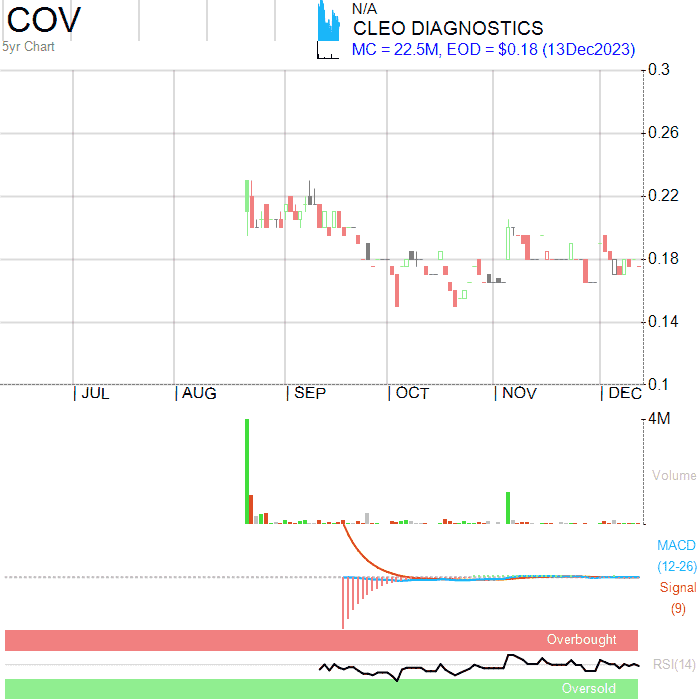 COV
5yr Chart
N/A
CLEO DIAGNOSTICS
MC = 22.5M, EOD = $0.18 (13Dec2023)
0.3
0.26
0.22
0.18
0.14
0.1
JUL AUG SEP OCT NOV DEC
4M
Volume
MACD
(12-26)
Signal
(9)
Overbought
RSI(14)
Oversold